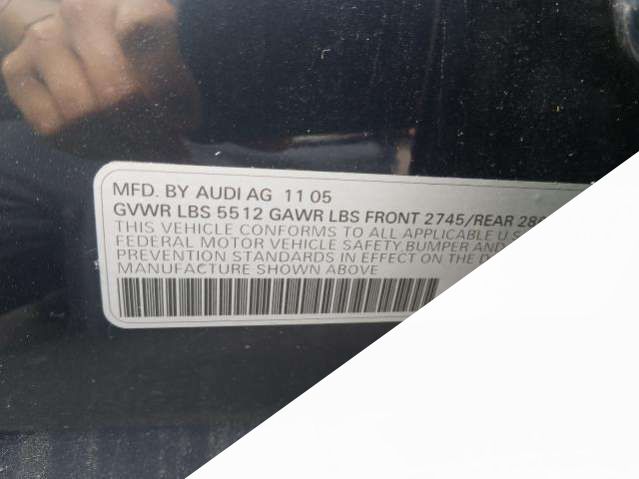 MFD. BY AUDI AG 11 05
GVWR LBS 5512 GAWR LBS FRONT 2745/REAR
THIS VEHICLE CONFORMS TO ALL APPLICABLE U.S.
FEDERAL MOTOR VEHICLE SAFETY, BUMPER AND
PREVENTION STANDARDS IN EFFECT ON THE
MANUFACTURE SHOWN ABOVE